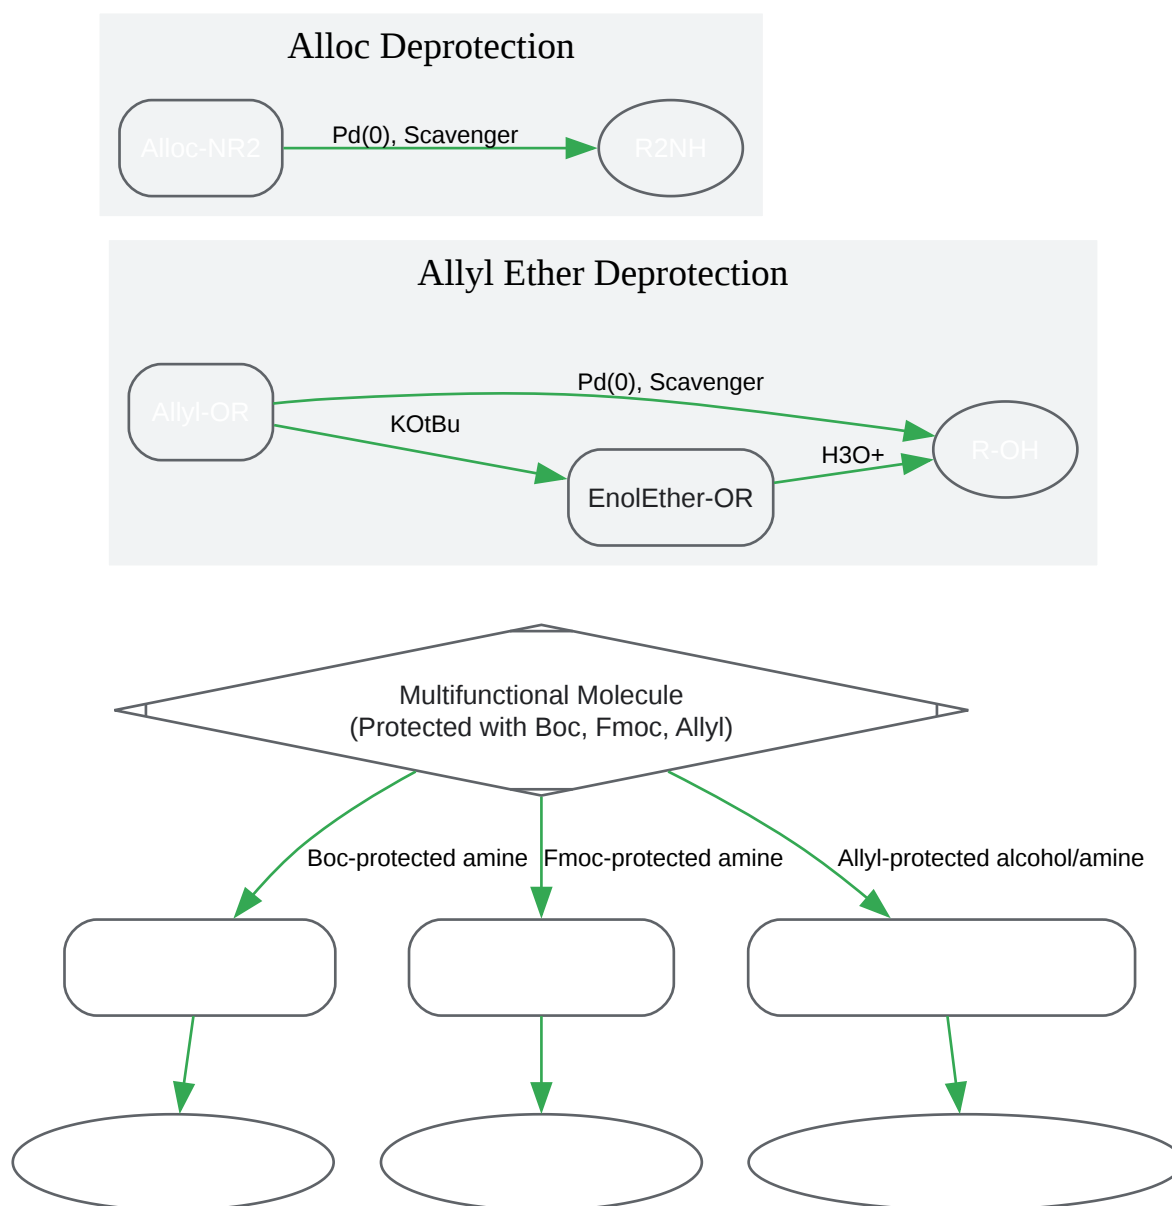 Alloc Deprotection
Alloc-NR2
Pd(0), Scavenger
R2NH
Allyl Ether Deprotection
Allyl-OR
Pd(0), Scavenger
KOtBu
EnolEther-OR
H3O+
R-OH
Multifunctional Molecule
(Protected with Boc, Fmoc, Allyl)
Boc-protected amine
Fmoc-protected amine
Allyl-protected alcohol/amine